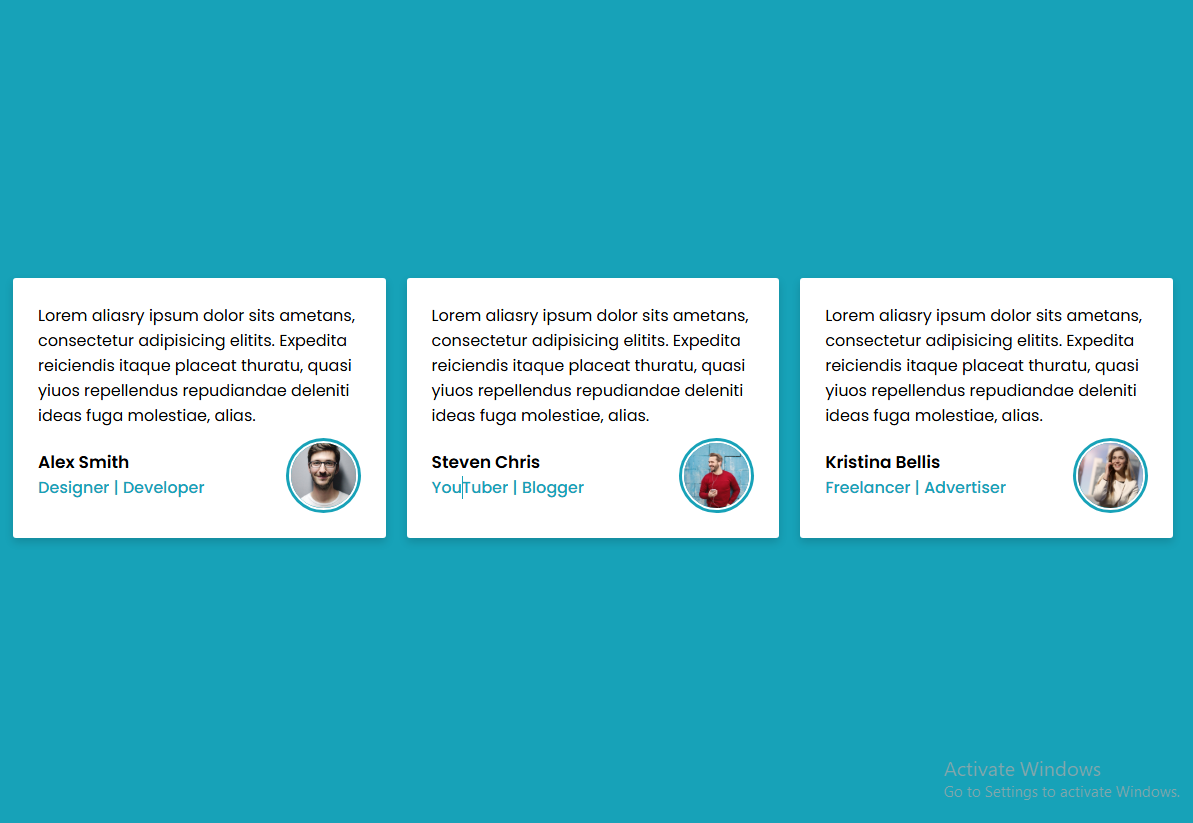 Lorem aliasry ipsum dolor sits ametans,
consectetur adipisicing elitits. Expedita
reiciendis itaque placeat thuratu, quasi
yiuos repellendus repudiandae deleniti
ideas fuga molestiae, alias.
Alex Smith
Designer | Developer
Lorem aliasry ipsum dolor sits ametans,
consectetur adipisicing elitits. Expedita
reiciendis itaque placeat thuratu, quasi
yiuos repellendus repudiandae deleniti
ideas fuga molestiae, alias.
Steven Chris
YouTuber | Blogger
Lorem aliasry ipsum dolor sits ametans,
consectetur adipisicing elitits. Expedita
reiciendis itaque placeat thuratu, quasi
yiuos repellendus repudiandae deleniti
ideas fuga molestiae, alias.
Kristina Bellis
Freelancer | Advertiser
Activate Windows
Go to Settings to activate Windows.